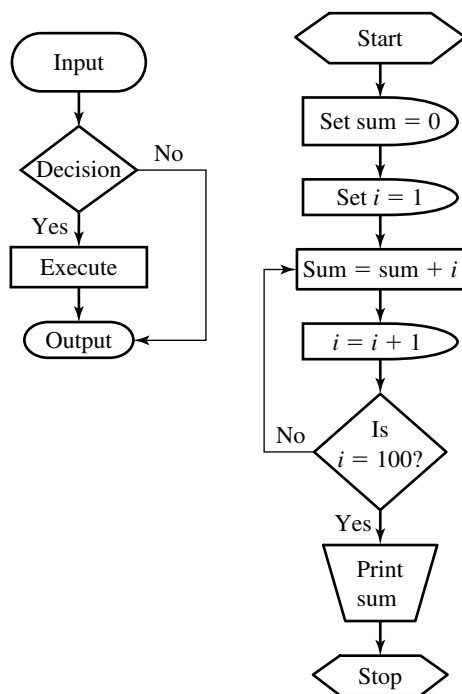 Input
Decision
No
Yes
Execute
Output
Start
Set sum = 0
Set i = 1
Sum = sum + i
i = i + 1
Is
i = 100?
No
Yes
Print
sum
Stop